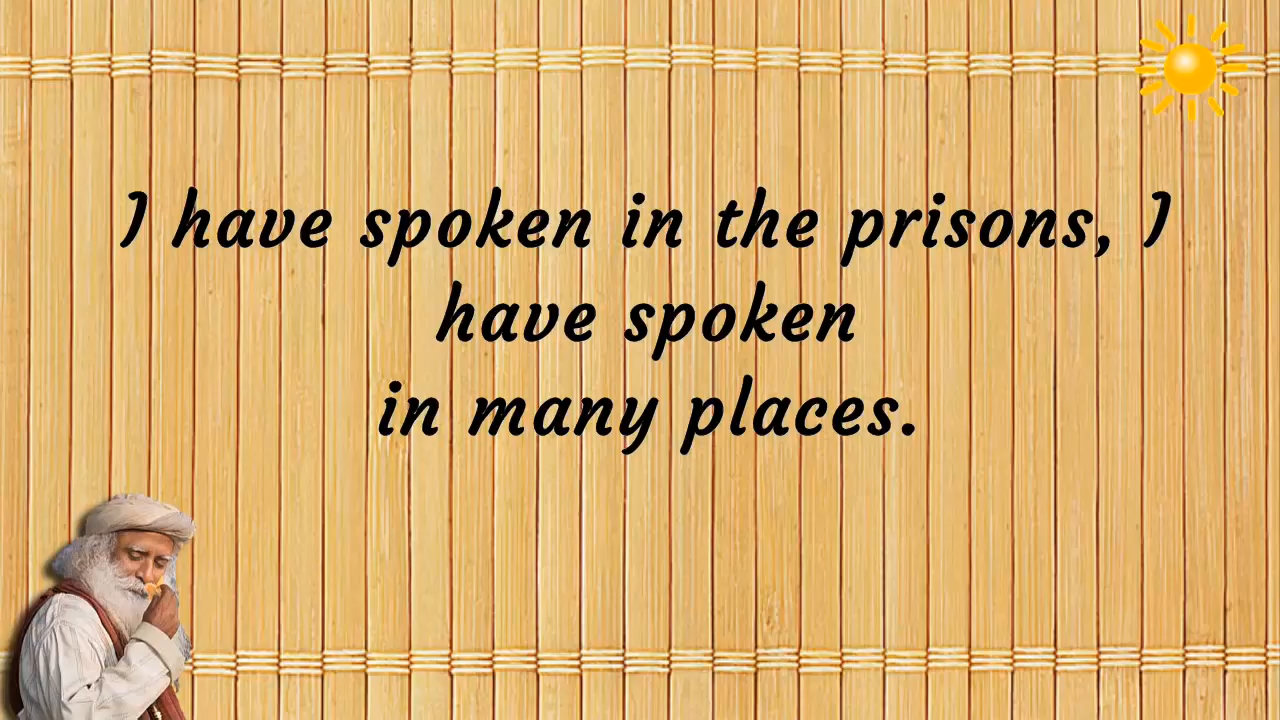 I have spoken in the prisons, I
have spoken
in many places.